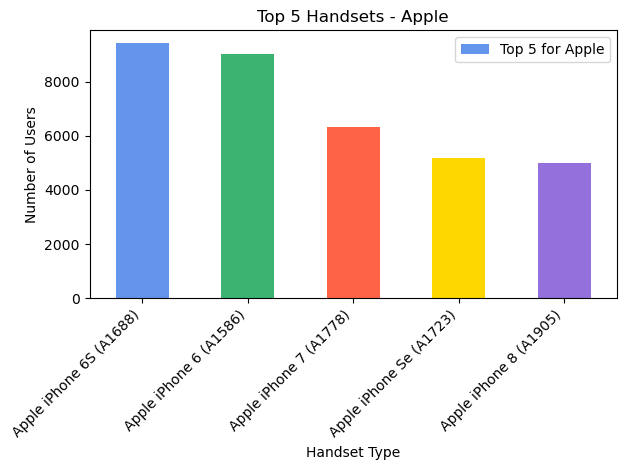 Top 5 Handsets - Apple
Top 5 for Apple
Number of Users
8000
6000
4000
2000
0
Apple iPhone 6S (A1688)
Apple iPhone 6 (A1586)
Apple iPhone 7 (A1778)
Apple iPhone Se (A1723)
Apple iPhone 8 (A1905)
Handset Type